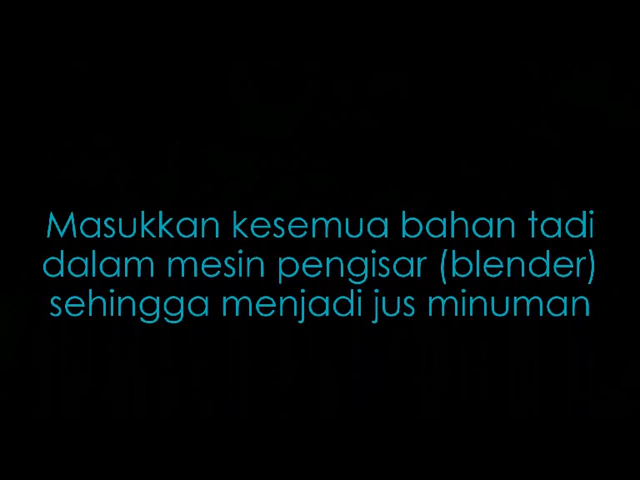 Masukkan kesemua bahan tadi
dalam mesin pengisar (blender)
sehingga menjadi jus minuman